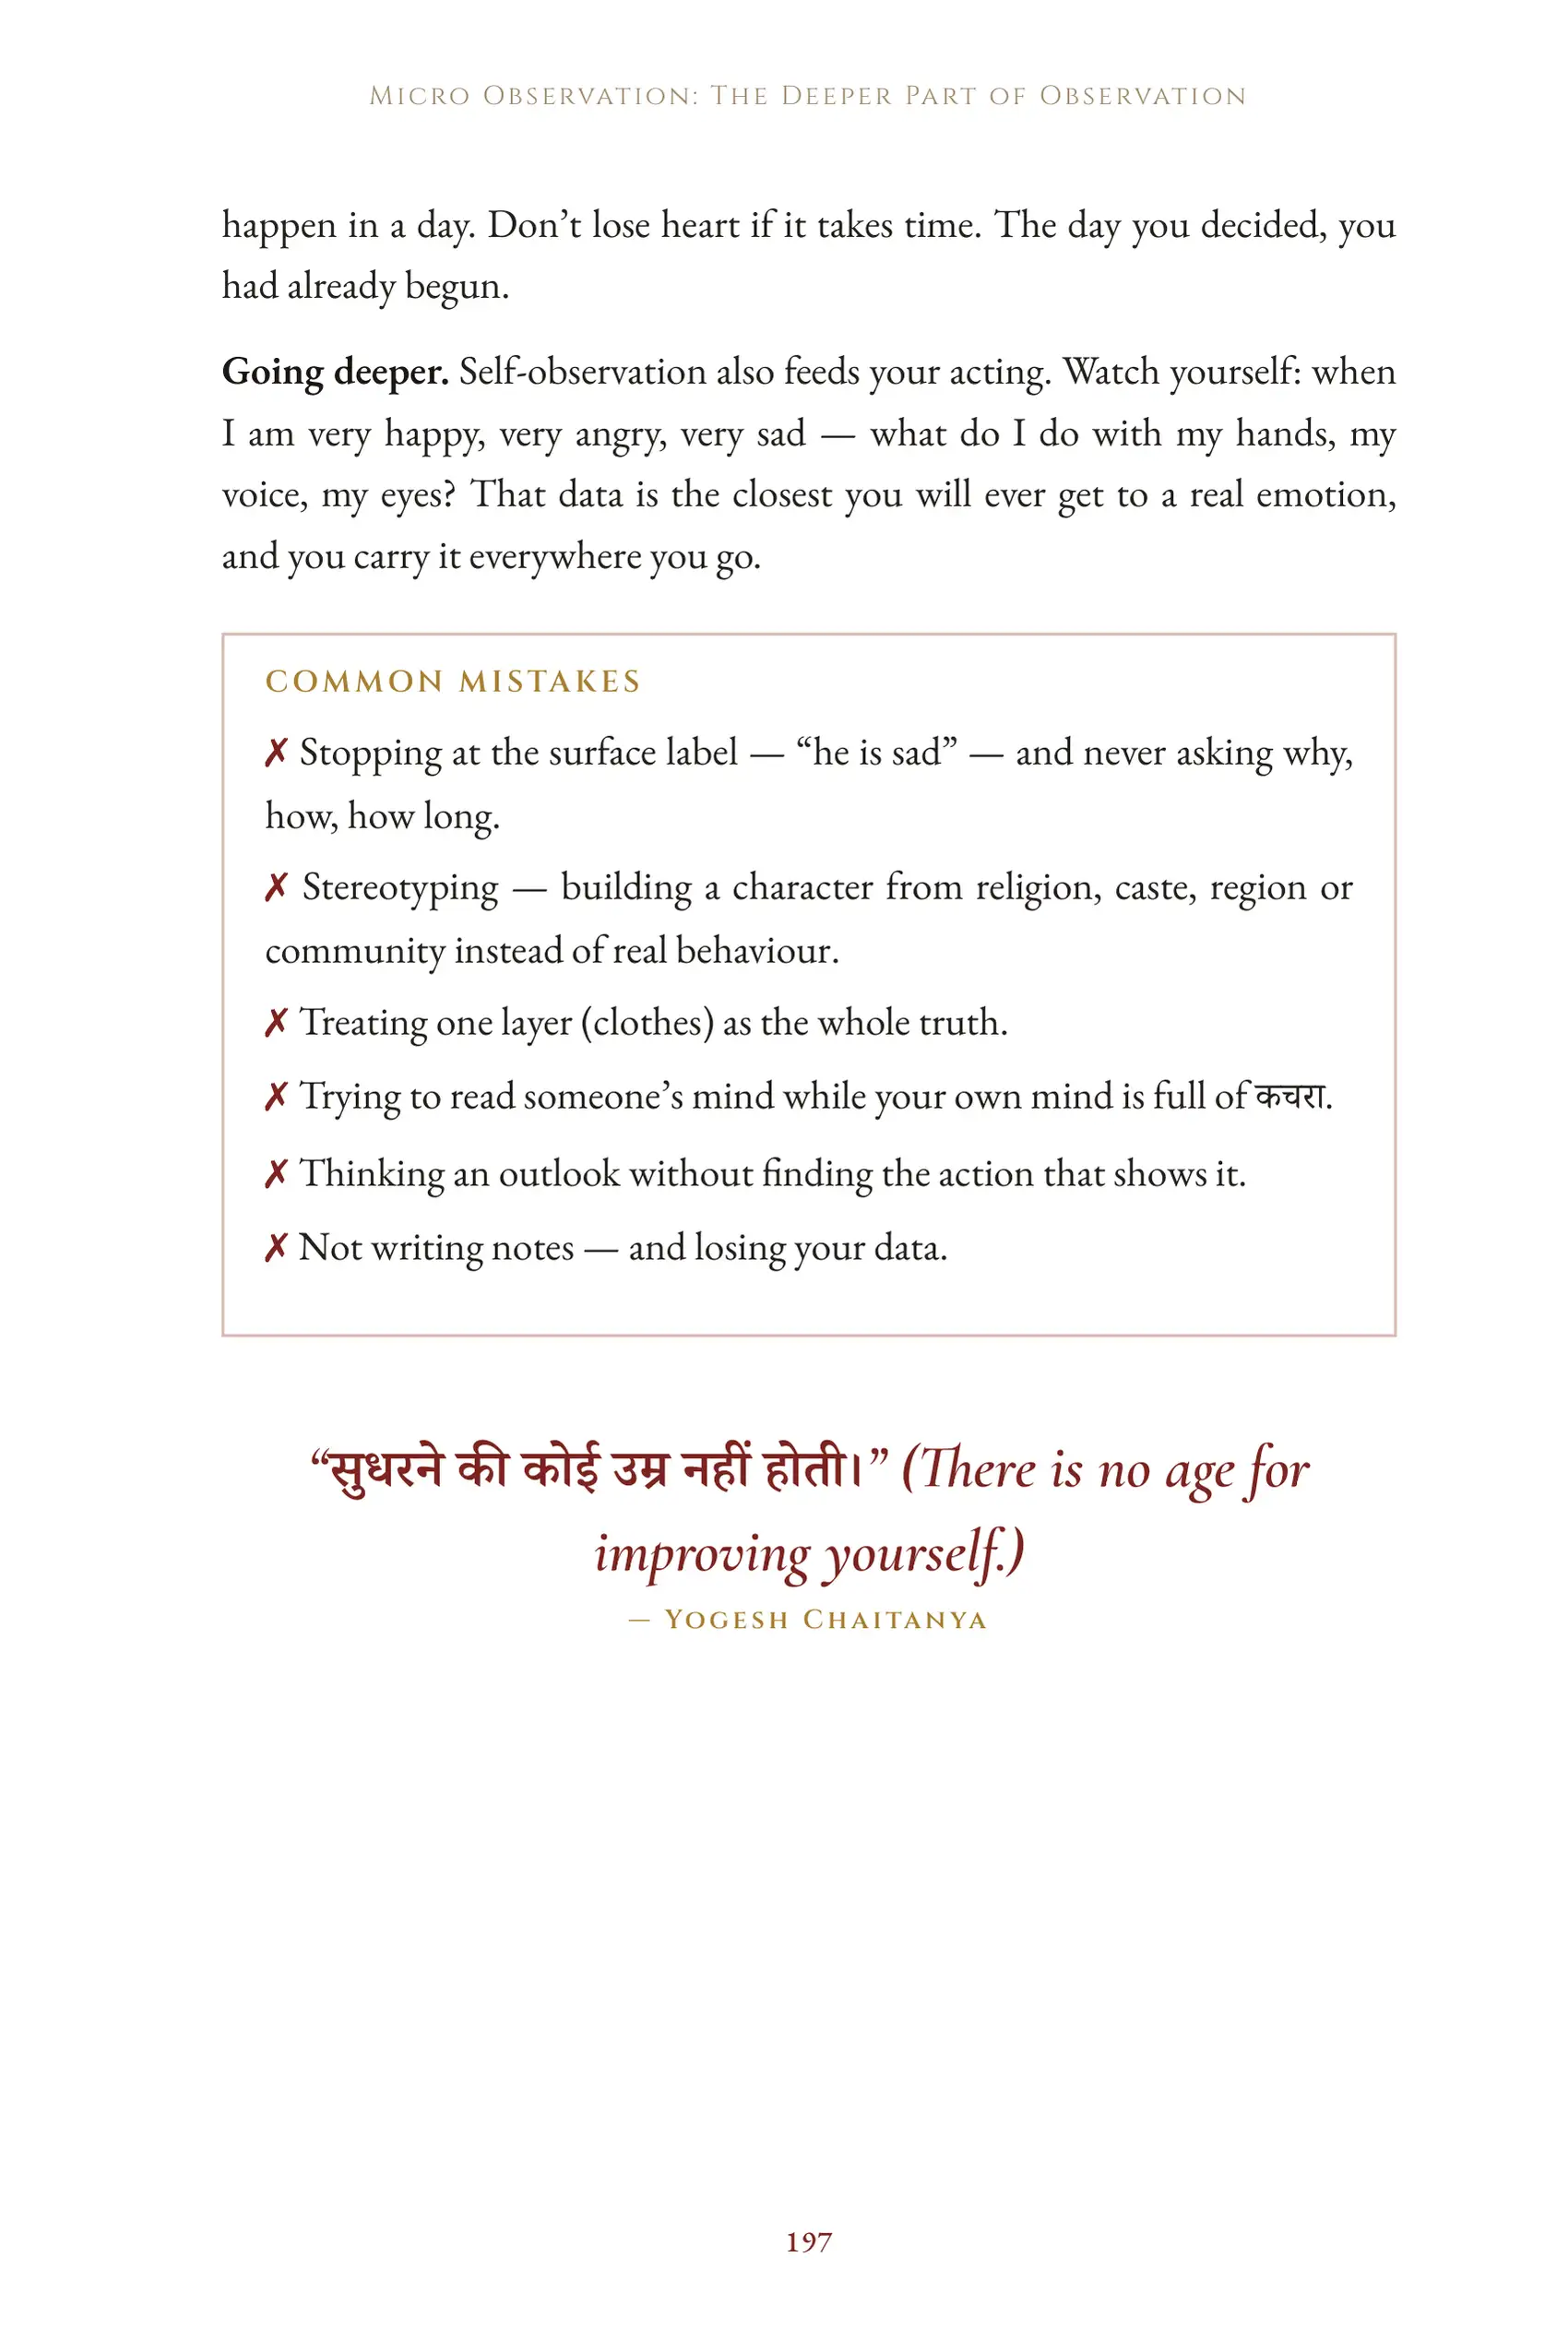 Micro Observation: The Deeper Part of Observation
happen in a day. Don’t lose heart if it takes time. The day you decided, you
had already begun.
Going deeper. Self-observation also feeds your acting. Watch yourself: when
I am very happy, very angry, very sad — what do I do with my hands, my
voice, my eyes? That data is the closest you will ever get to a real emotion,
and you carry it everywhere you go.
COMMON MISTAKES
✗ Stopping at the surface label — “he is sad” — and never asking why,
how, how long.
✗ Stereotyping — building a character from religion, caste, region or
community instead of real behaviour.
✗ Treating one layer (clothes) as the whole truth.
✗ Trying to read someone’s mind while your own mind is full of कचरा.
✗ Thinking an outlook without finding the action that shows it.
✗ Not writing notes — and losing your data.
“सुधरने की कोई उम्र नहीं होती।” (There is no age for
improving yourself.)
— Yogesh Chaitanya
197